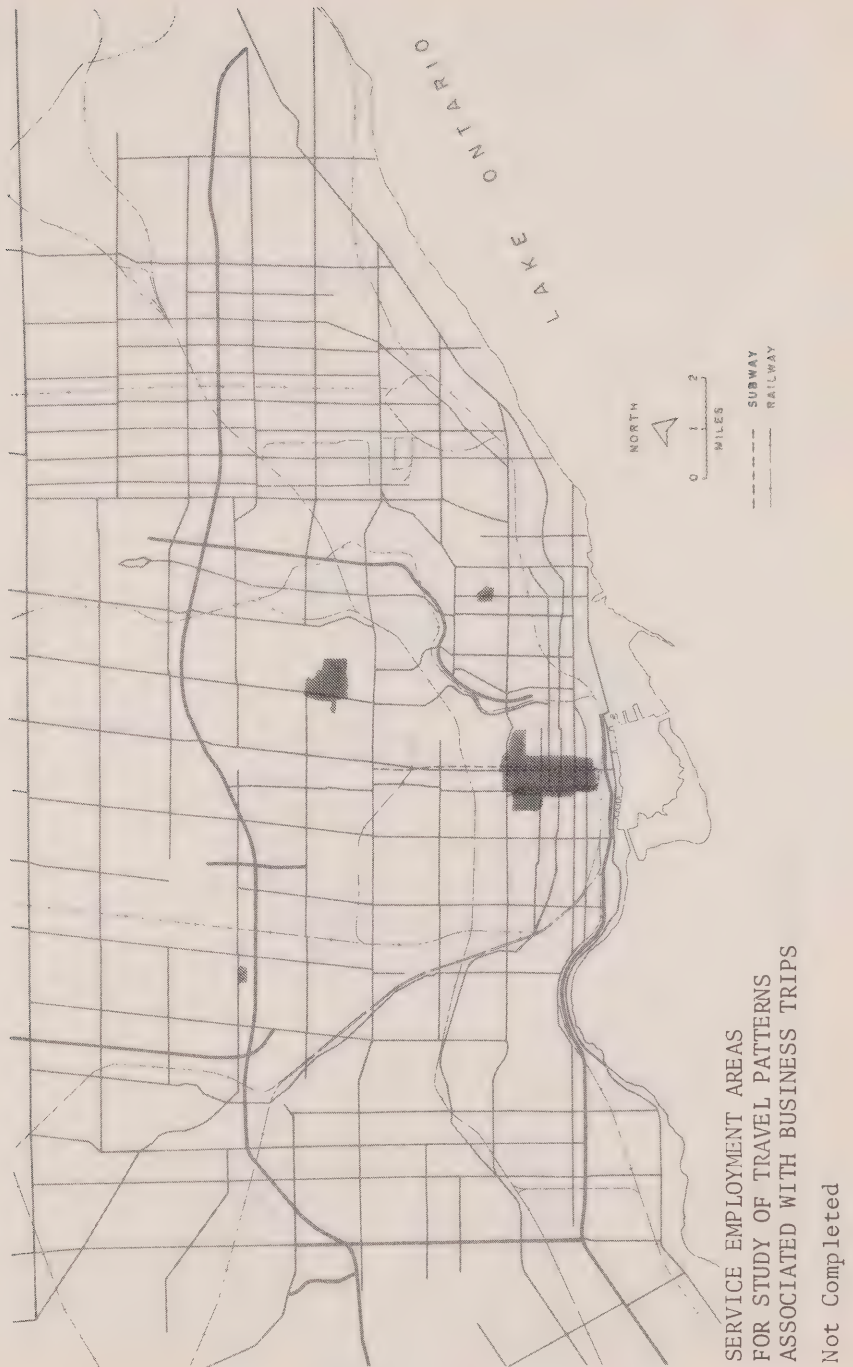 LAKE ONTARIO
NORTH
0 1 2
MILES
SUBWAY
RAILWAY
SERVICE EMPLOYMENT AREAS
FOR STUDY OF TRAVEL PATTERNS
ASSOCIATED WITH BUSINESS TRIPS
Not Completed